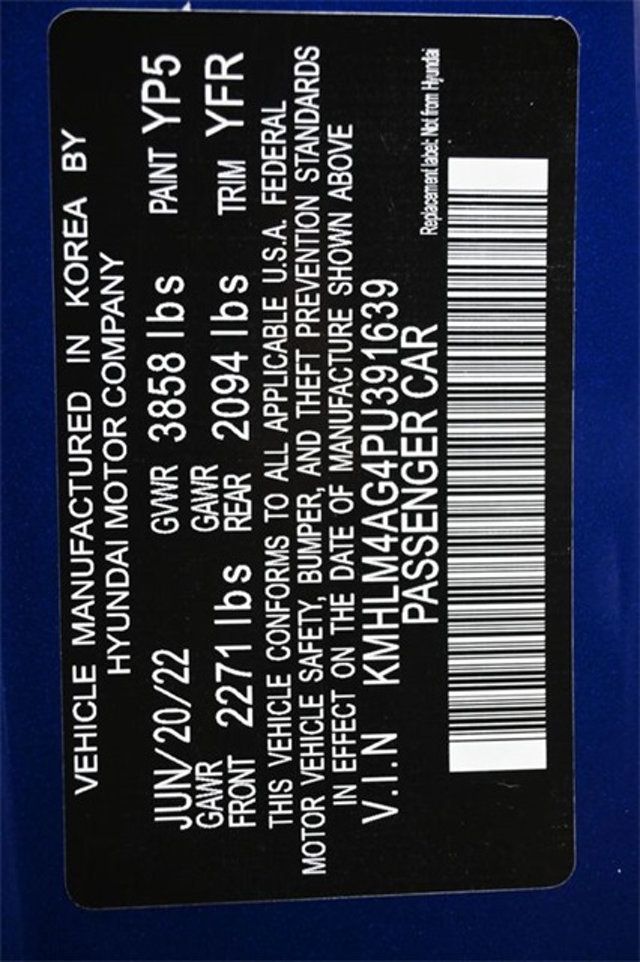 VEHICLE MANUFACTURED IN KOREA BY
HYUNDAI MOTOR COMPANY
JUN/20/22 GVWR 3858 lbs PAINT YP5
GAWR FRONT 2271 lbs GAWR REAR 2094 lbs TRIM YFR
THIS VEHICLE CONFORMS TO ALL APPLICABLE U.S.A. FEDERAL
MOTOR VEHICLE SAFETY, BUMPER, AND THEFT PREVENTION STANDARDS
IN EFFECT ON THE DATE OF MANUFACTURE SHOWN ABOVE
V.I.N KMHLM4AG4PU391639
PASSENGER CAR
Replacement label: Not from Hyundai